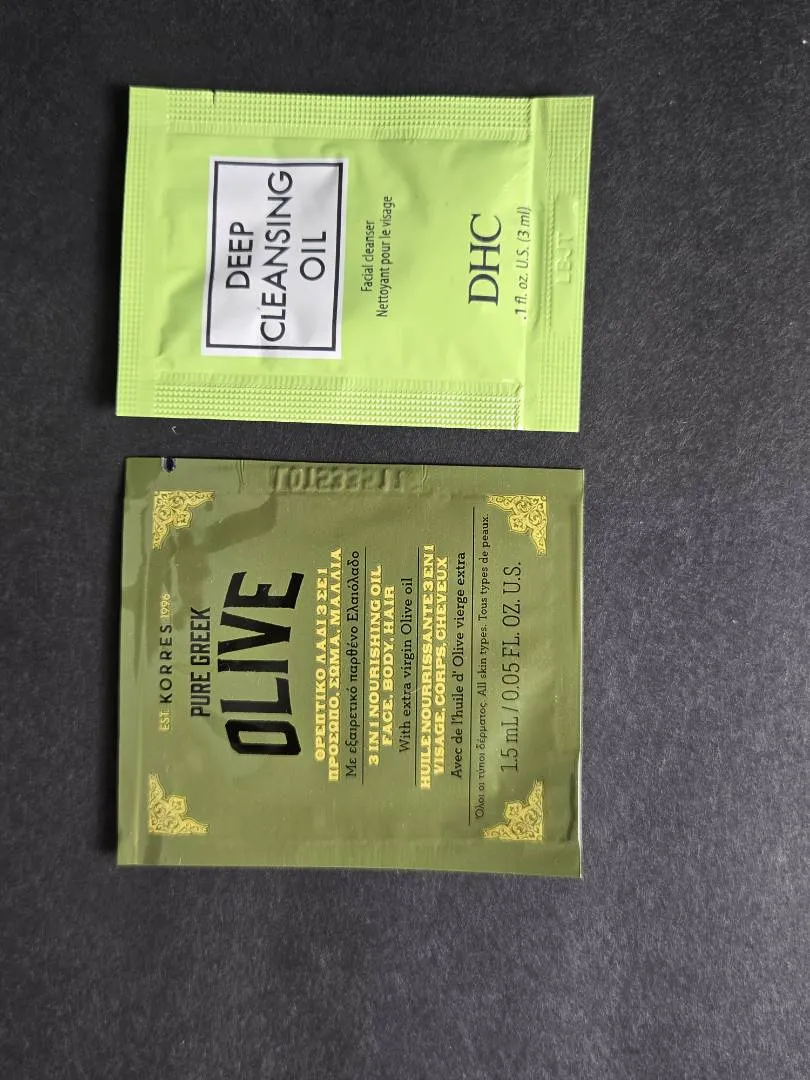 DEEP
CLEANSING
OIL
Facial cleanser
Nettoyant pour le visage
DHC
.1 fl. oz. U.S. (3 ml)
EST. KORRES 1996
PURE GREEK
OLIVE
ΘΡΕΠΤΙΚΟ ΛΑΔΙ 3 ΣΕ 1
ΠΡΟΣΩΠΟ, ΣΩΜΑ, ΜΑΛΛΙΑ
Με εξαιρετικό παρθένο Ελαιόλαδο
3 IN 1 NOURISHING OIL
FACE, BODY, HAIR
With extra virgin Olive oil
HUILE NOURRISSANTE 3 EN 1
VISAGE, CORPS, CHEVEUX
Avec de l'huile d' Olive vierge extra
Όλοι οι τύποι δέρματος. All skin types. Tous types de peaux.
1.5 mL / 0.05 FL. OZ. U.S.